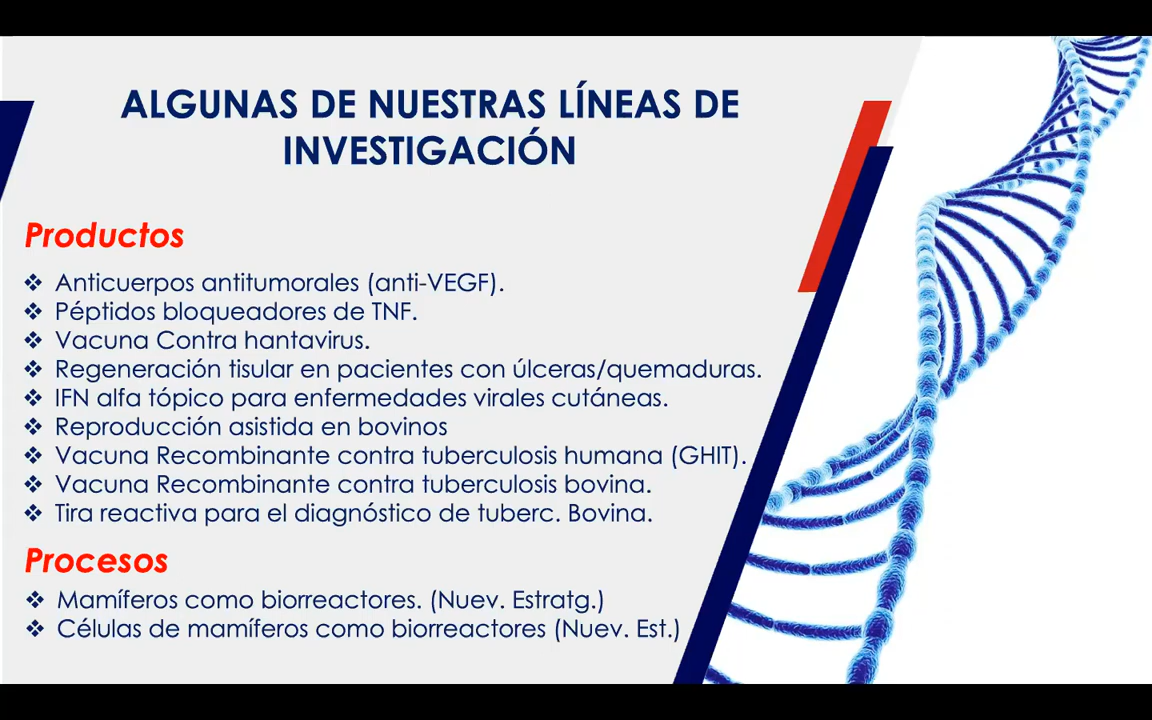 ALGUNAS DE NUESTRAS LÍNEAS DE
INVESTIGACIÓN
Productos
❖ Anticuerpos antitumorales (anti-VEGF).
❖ Péptidos bloqueadores de TNF.
❖ Vacuna Contra hantavirus.
❖ Regeneración tisular en pacientes con úlceras/quemaduras.
❖ IFN alfa tópico para enfermedades virales cutáneas.
❖ Reproducción asistida en bovinos
❖ Vacuna Recombinante contra tuberculosis humana (GHIT).
❖ Vacuna Recombinante contra tuberculosis bovina.
❖ Tira reactiva para el diagnóstico de tuberc. Bovina.
Procesos
❖ Mamíferos como biorreactores. (Nuev. Estratg.)
❖ Células de mamíferos como biorreactores (Nuev. Est.)